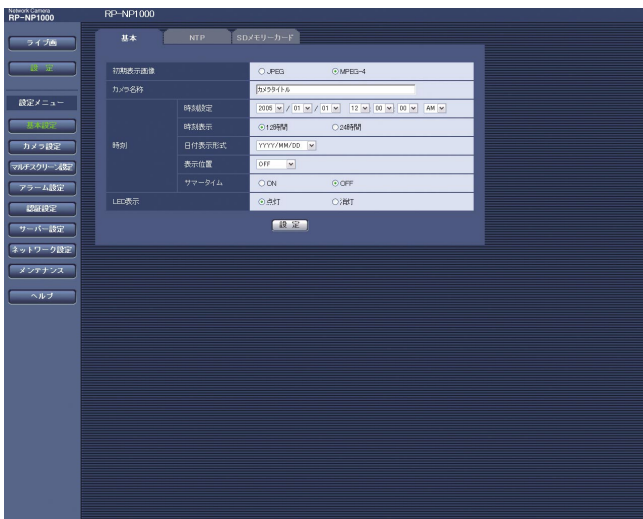 Network Camera
RP-NP1000
RP-NP1000
ライブ画
設 定
設定メニュー
基本設定
カメラ設定
マルチスクリーン設定
アラーム設定
認証設定
サーバー設定
ネットワーク設定
メンテナンス
ヘルプ
基本
NTP
SDメモリーカード
初期表示画像
JPEG
MPEG-4
カメラ名称
カメラタイトル
時刻
時刻設定
2005 / 01 / 01 12 00 00 AM
時刻表示
12時間
24時間
日付表示形式
YYYY/MM/DD
表示位置
OFF
サマータイム
ON
OFF
LED表示
点灯
消灯
設 定